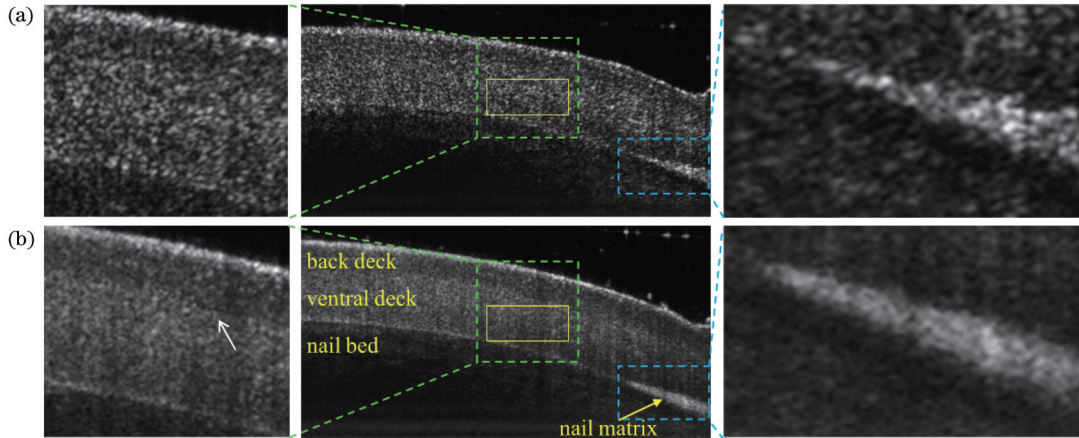 (a)
(b)
back deck
ventral deck
nail bed
nail matrix